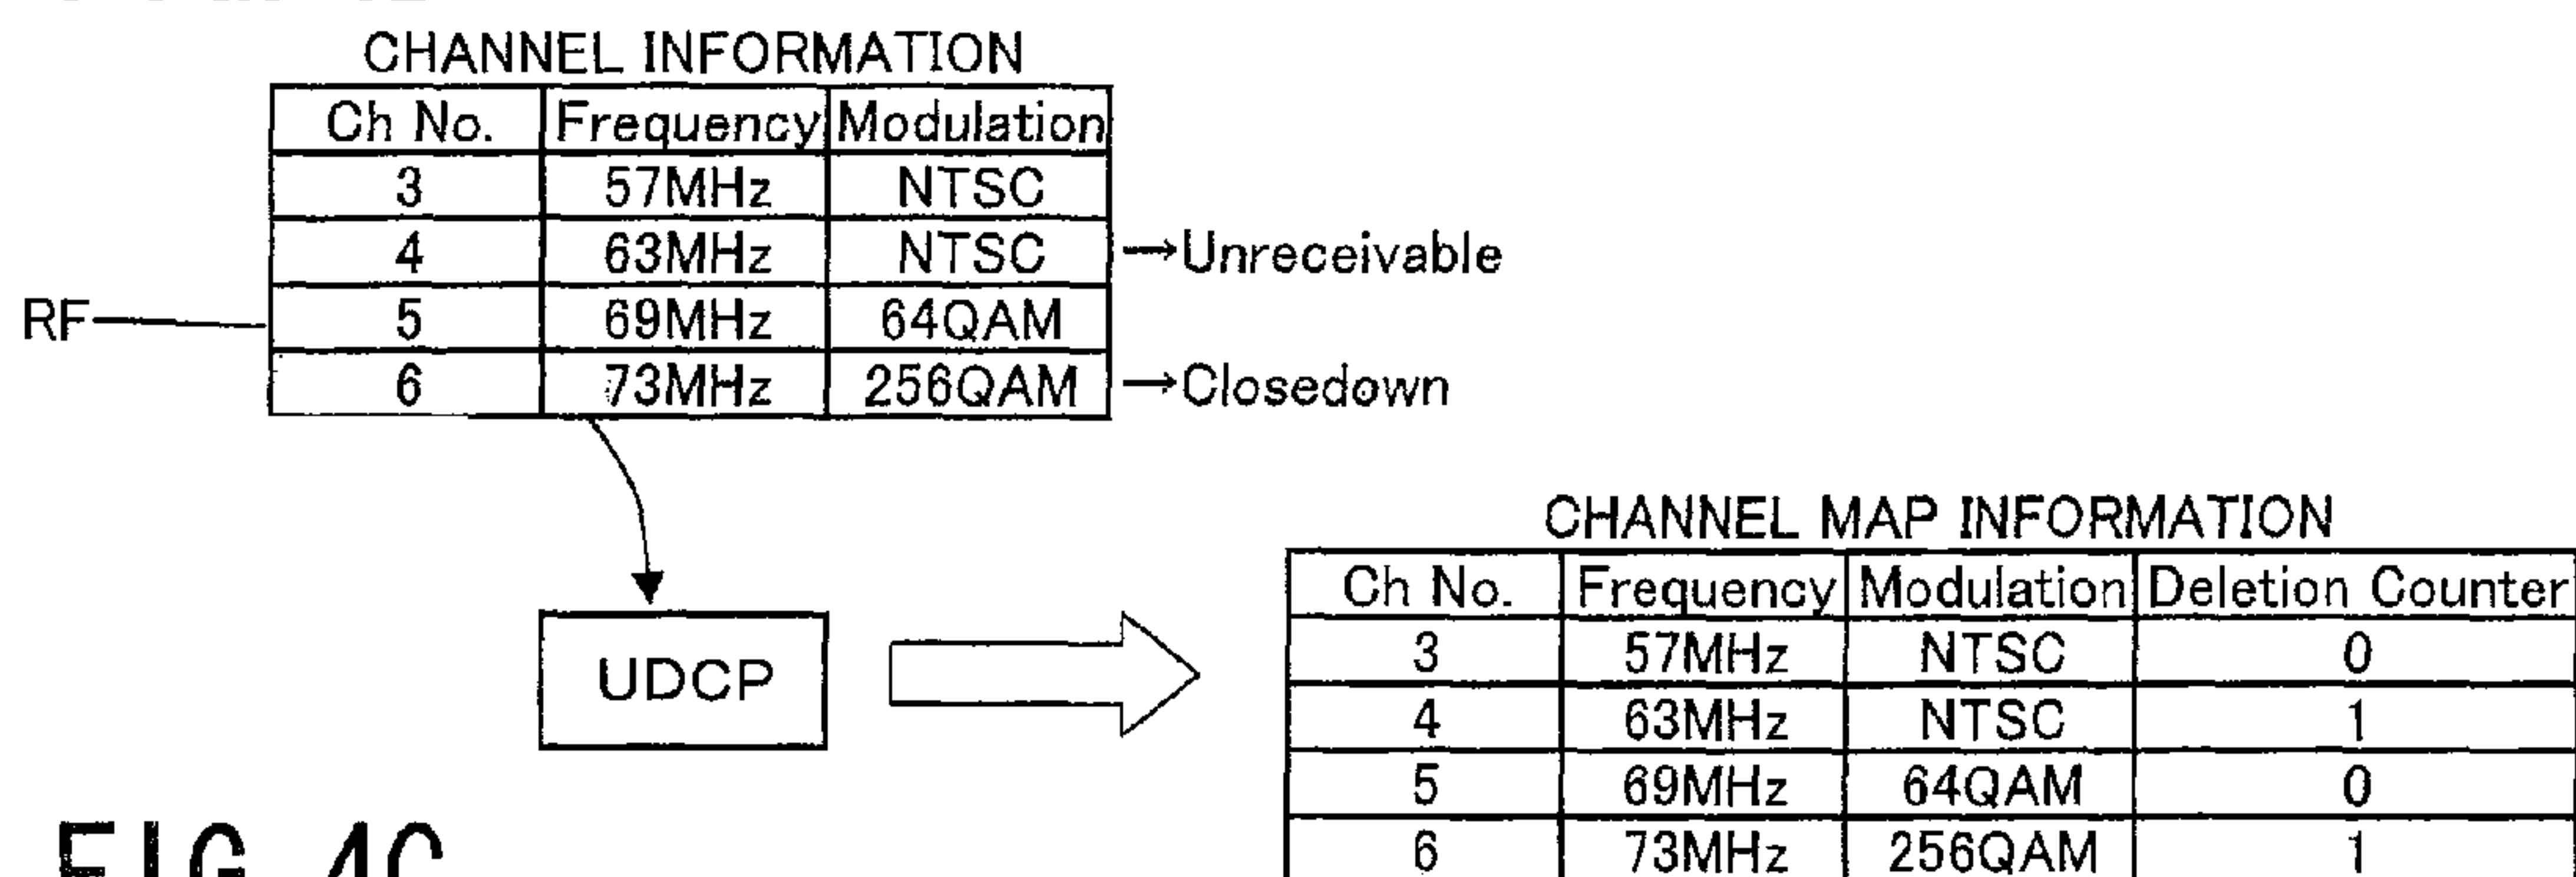 CHANNEL INFORMATION
Ch No. Frequency Modulation
3 57MHz NTSC
4 63MHz NTSC →Unreceivable
RF 5 69MHz 64QAM
6 73MHz 256QAM →Closedown
UDCP
CHANNEL MAP INFORMATION
Ch No. Frequency Modulation Deletion Counter
3 57MHz NTSC 0
4 63MHz NTSC 1
5 69MHz 64QAM 0
6 73MHz 256QAM 1
FIG. 4C